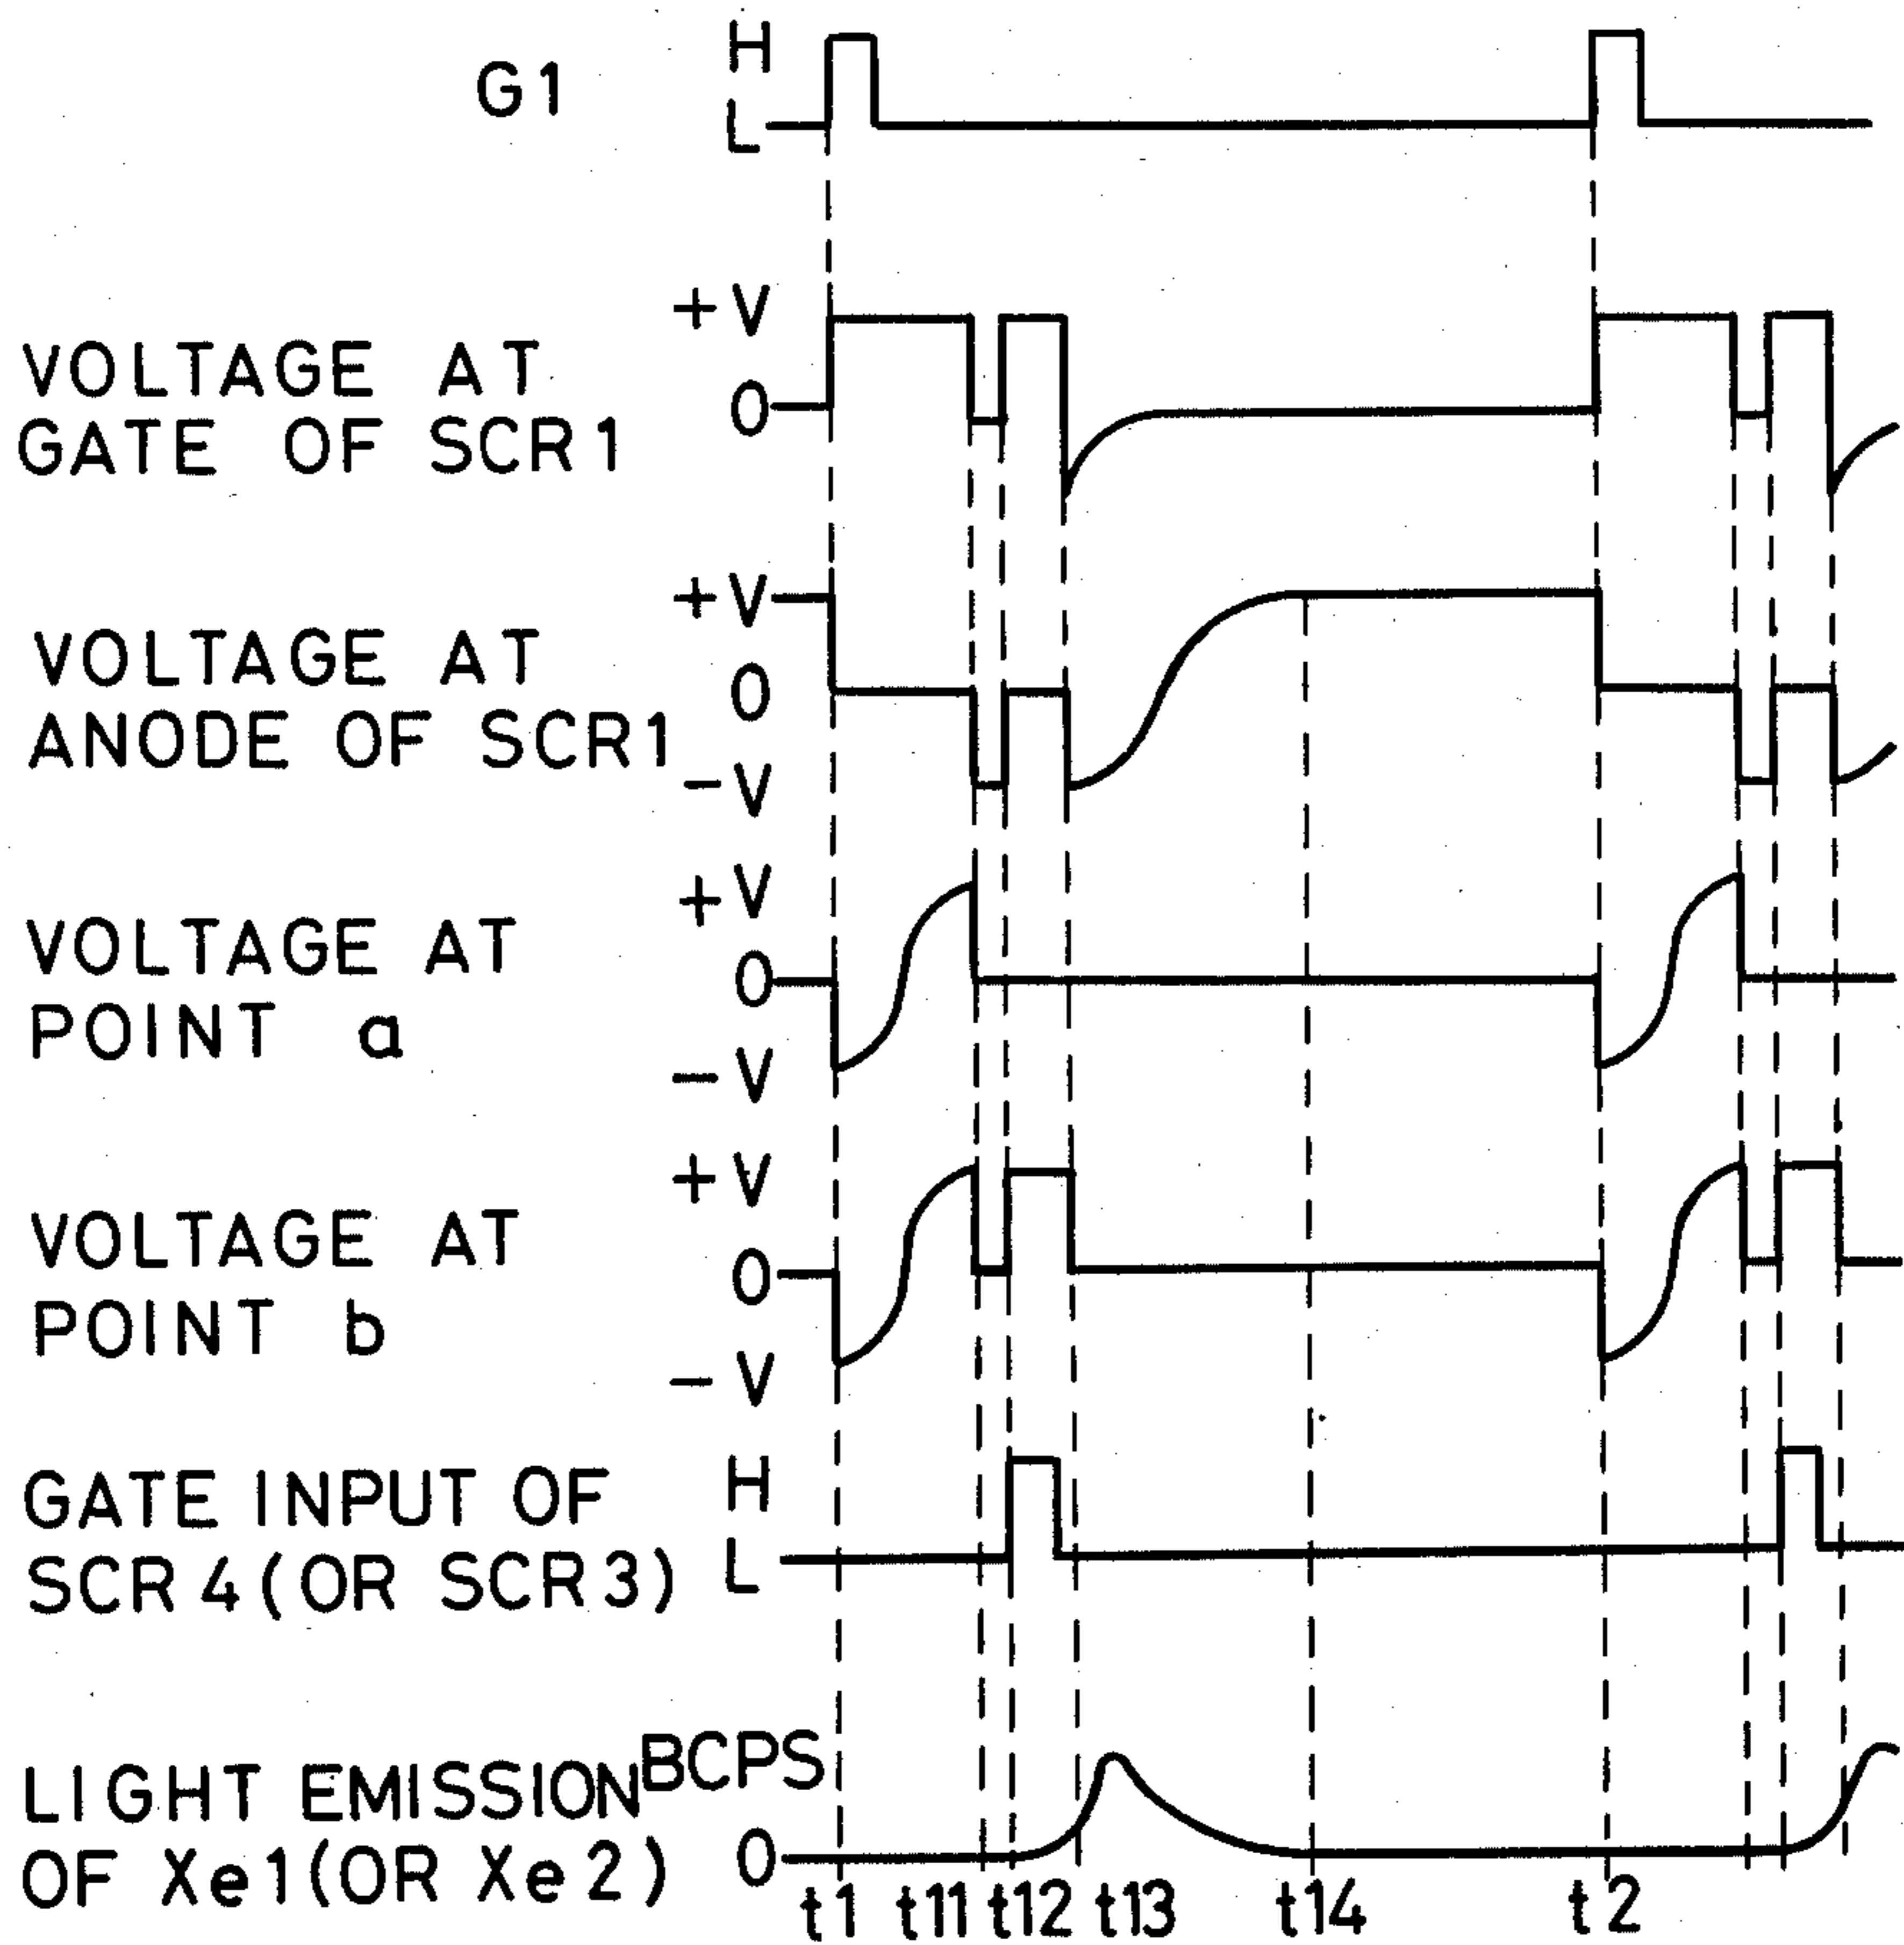 G1
H
L
VOLTAGE AT
GATE OF SCR1
+V
0
VOLTAGE AT
ANODE OF SCR1
+V
0
-V
VOLTAGE AT
POINT a
+V
0
-V
VOLTAGE AT
POINT b
+V
0
-V
GATE INPUT OF
SCR4(OR SCR3)
H
L
LIGHT EMISSION
OF Xe1(OR Xe2)
BCPS
0
t1 t11 t12 t13 t14 t2